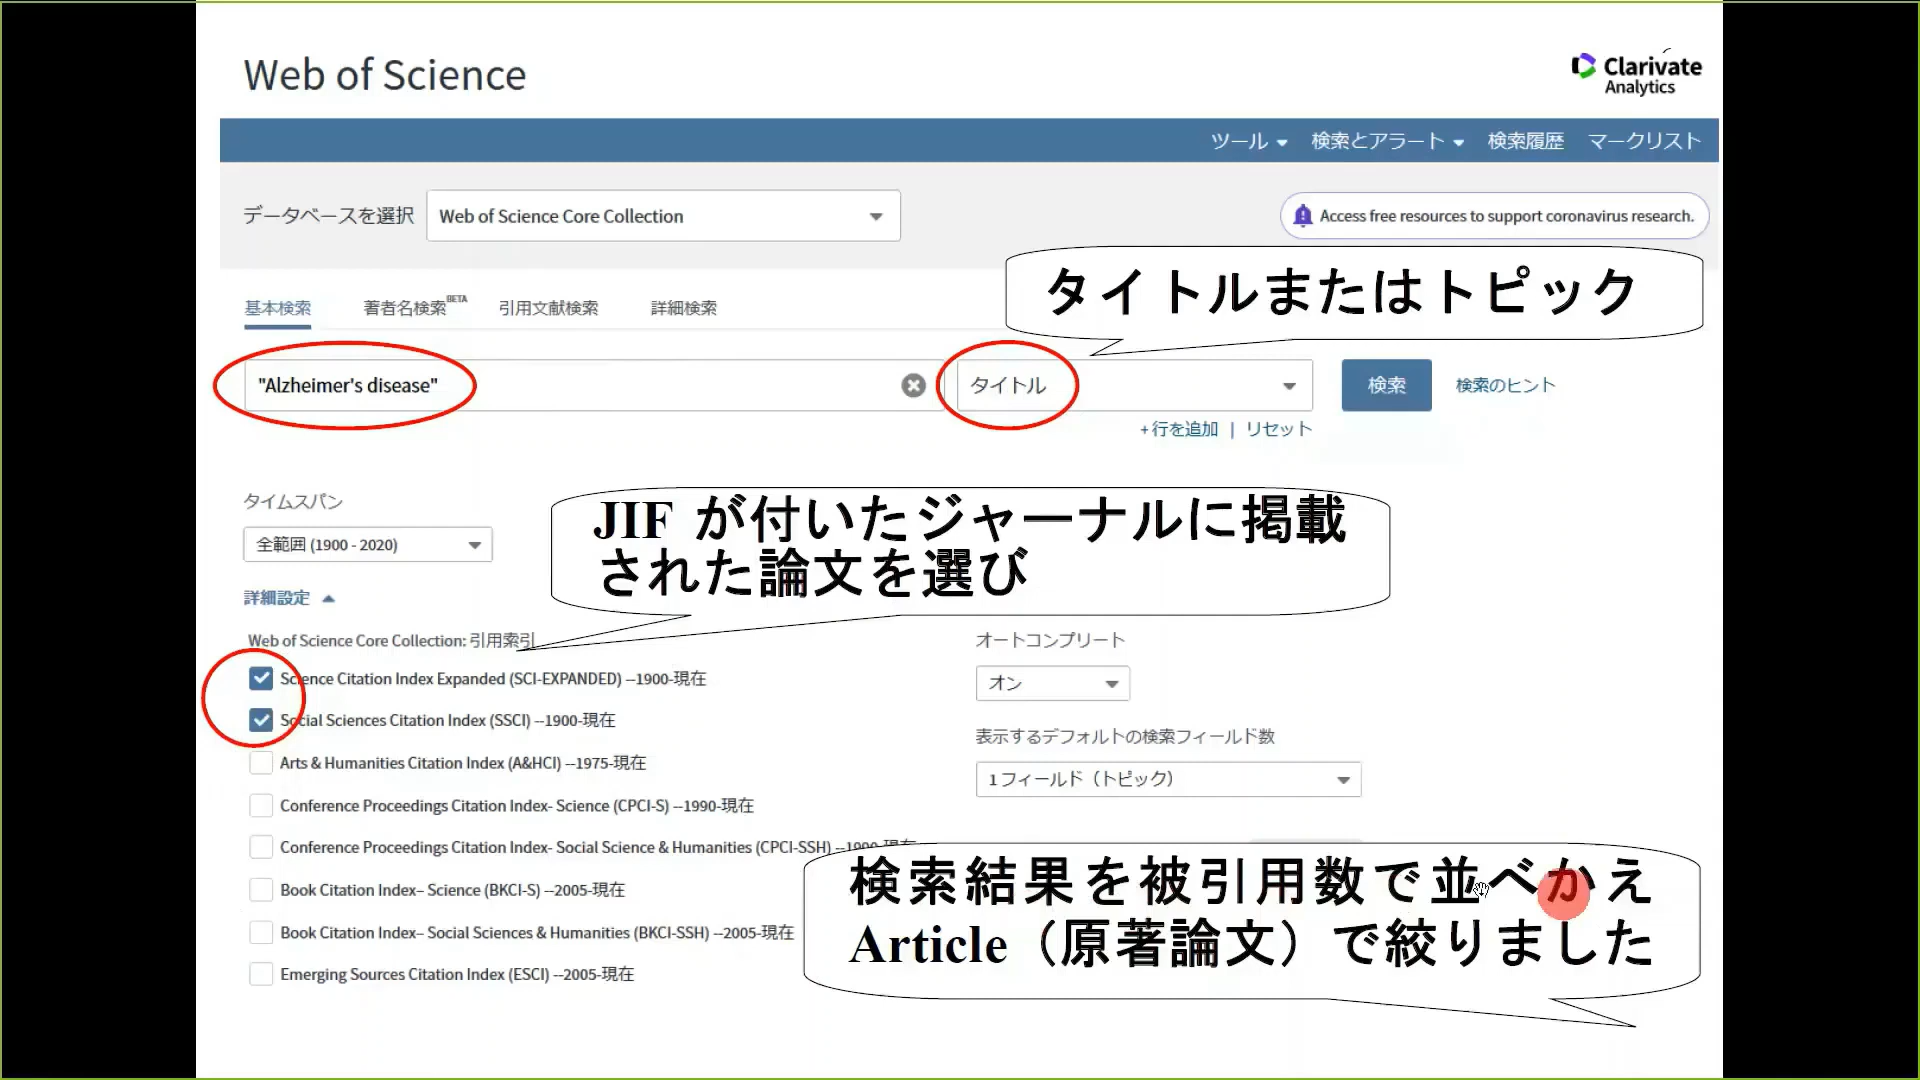 Web of Science
Clarivate
Analytics
ツール 検索とアラート 検索履歴 マークリスト
データベースを選択 Web of Science Core Collection
Access free resources to support coronavirus research.
タイトルまたはトピック
基本検索 著者名検索BETA 引用文献検索 詳細検索
"Alzheimer's disease" タイトル 検索 検索のヒント
+行を追加 | リセット
タイムスパン
全範囲 (1900 - 2020)
JIF が付いたジャーナルに掲載
された論文を選び
詳細設定
Web of Science Core Collection: 引用索引
Science Citation Index Expanded (SCI-EXPANDED) --1900-現在
Social Sciences Citation Index (SSCI) --1900-現在
Arts & Humanities Citation Index (A&HCI) --1975-現在
Conference Proceedings Citation Index- Science (CPCI-S) --1990-現在
Conference Proceedings Citation Index- Social Science & Humanities (CPCI-SSH) --1990-現在
Book Citation Index– Science (BKCI-S) --2005-現在
Book Citation Index– Social Sciences & Humanities (BKCI-SSH) --2005-現在
Emerging Sources Citation Index (ESCI) --2005-現在
オートコンプリート
オン
表示するデフォルトの検索フィールド数
1フィールド（トピック）
検索結果を被引用数で並べかえ
Article（原著論文）で絞りました